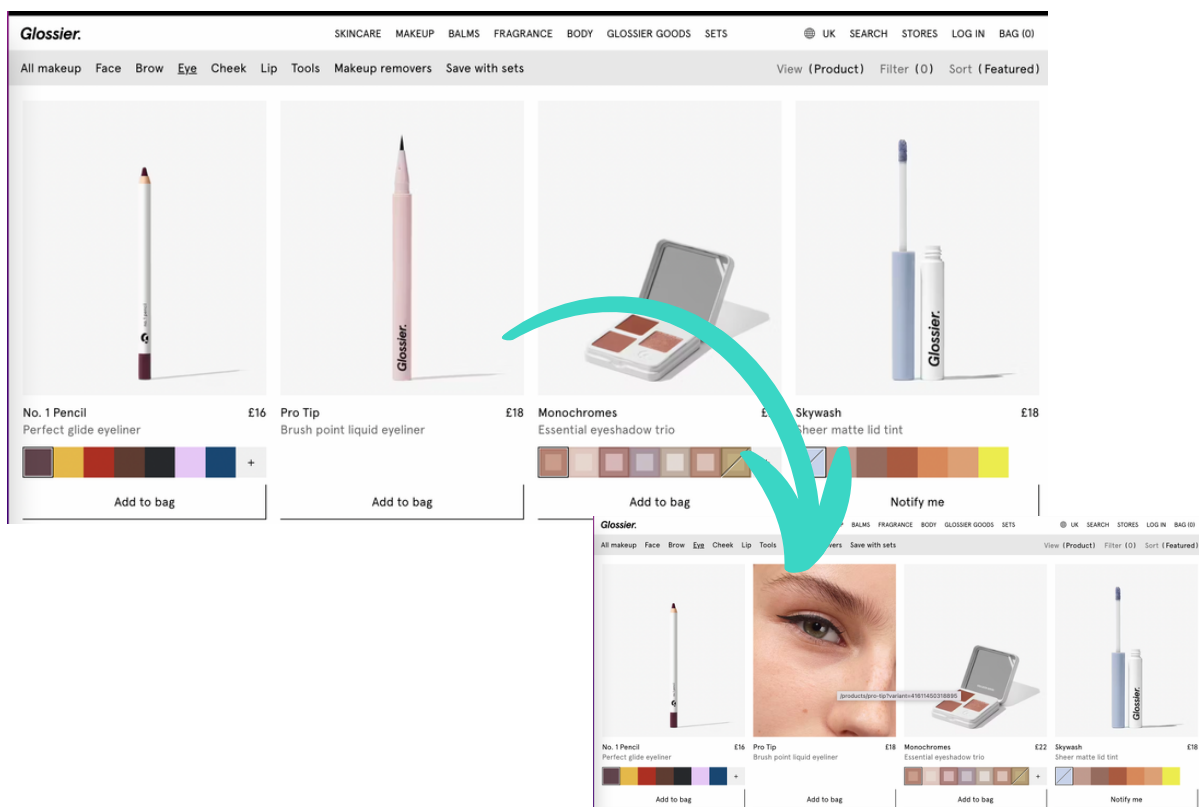 Glossier.
SKINCARE MAKEUP BALMS FRAGRANCE BODY GLOSSIER GOODS SETS
UK SEARCH STORES LOG IN BAG (0)
All makeup Face Brow Eye Cheek Lip Tools Makeup removers Save with sets
View (Product) Filter (0) Sort (Featured)
Glossier.
Glossier.
No. 1 Pencil £16
Perfect glide eyeliner
+
Add to bag
Pro Tip £18
Brush point liquid eyeliner
Add to bag
Monochromes
Essential eyeshadow trio
Add to bag
Skywash £18
Sheer matte lid tint
Notify me
Glossier.
BALMS FRAGRANCE BODY GLOSSIER GOODS SETS
UK SEARCH STORES LOG IN BAG (0)
All makeup Face Brow Eye Cheek Lip Tools Save with sets
View (Product) Filter (0) Sort (Featured)
Glossier.
No. 1 Pencil £16
Perfect glide eyeliner
+
Add to bag
Pro Tip £18
Brush point liquid eyeliner
Add to bag
Monochromes £22
Essential eyeshadow trio
+
Add to bag
Skywash £18
Sheer matte lid tint
Notify me